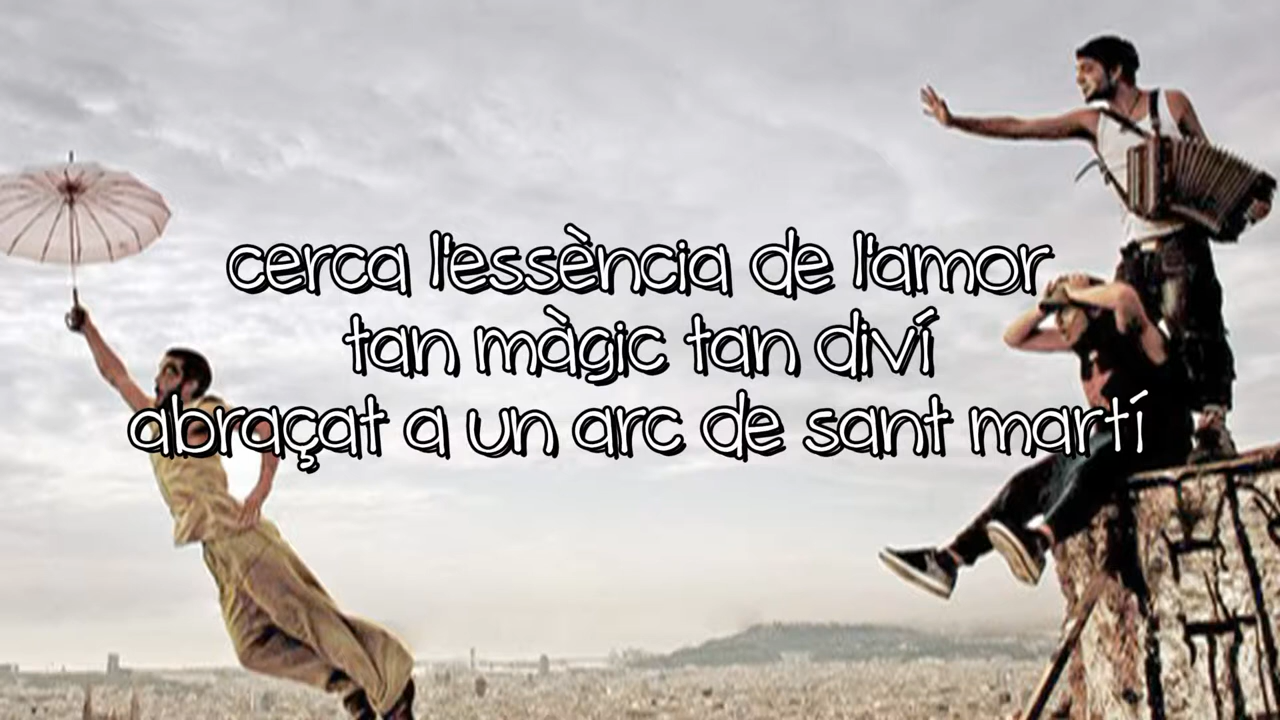 cerca l'essència de l'amor
tan màgic tan diví
abraçat a un arc de sant martí